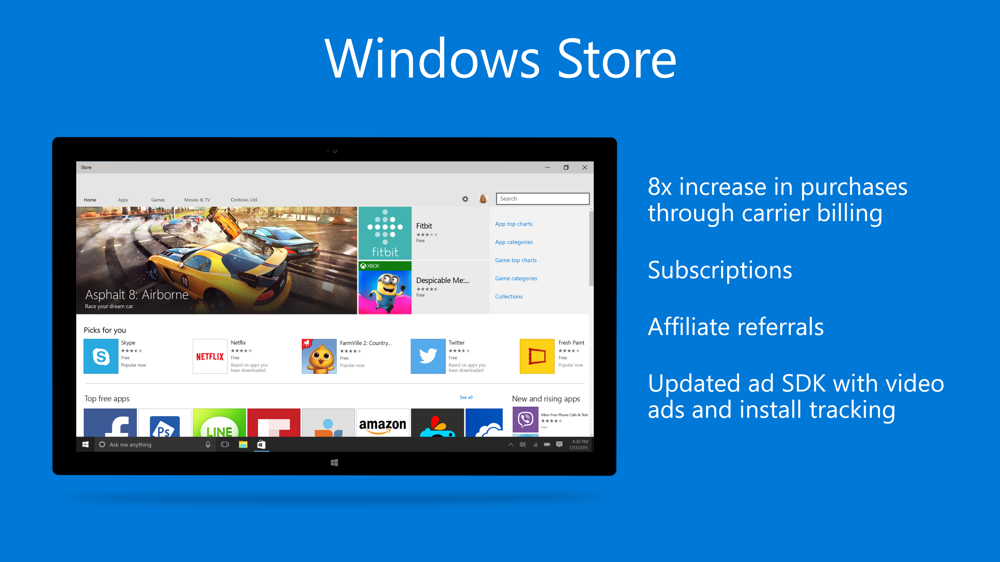 Windows Store
Store
Home
Apps
Games
Movies & TV
Contoso, Ltd.
Search
Asphalt 8: Airborne
Race your dream car.
10
fitbit
Fitbit
Free
XBOX
Despicable Me:...
Free
App top charts
App categories
Game top charts
Game categories
Collections
Picks for you
Skype
Free
Popular now
NETFLIX
Netflix
Free
Based on apps you
have downloaded
FarmVille 2: Country...
Free
Popular now
Twitter
Free
Based on apps you
have downloaded
Fresh Paint
Free
Popular now
Top free apps
See all
New and rising apps
Ps
LINE
amazon
Viber-Free Phone Calls & Text
Free
Ask me anything
4:30 PM
7/13/2015
8x increase in purchases
through carrier billing
Subscriptions
Affiliate referrals
Updated ad SDK with video
ads and install tracking